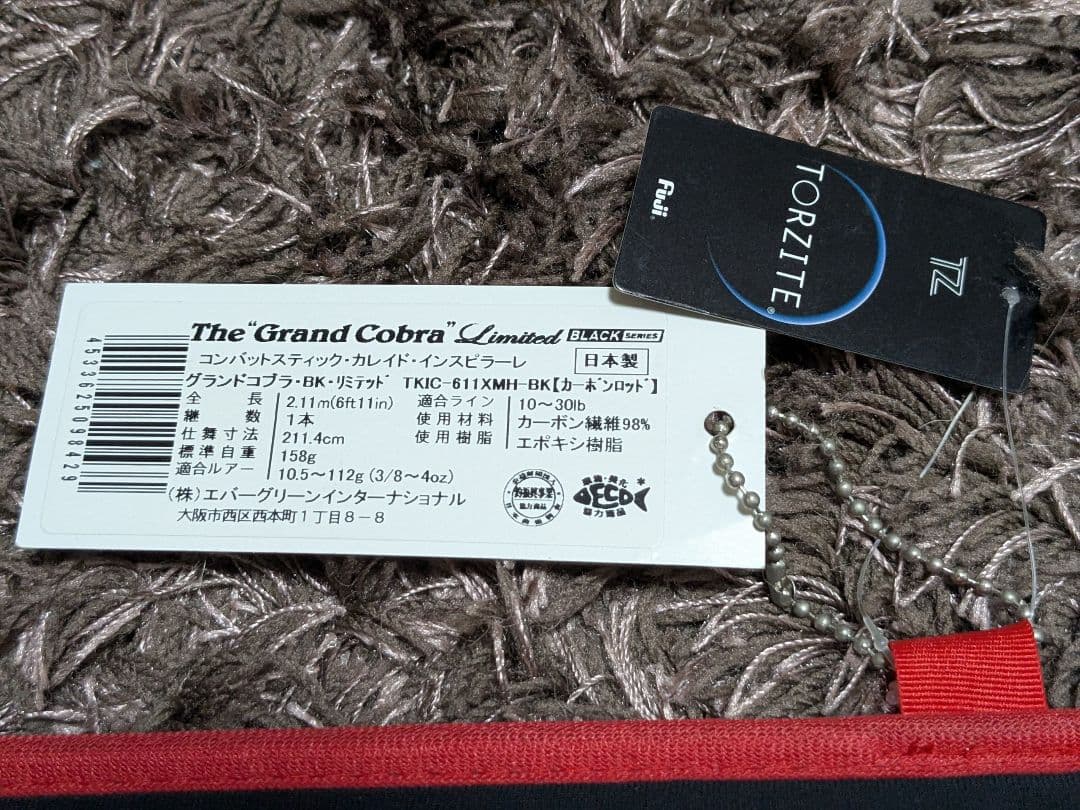 The "Grand Cobra" Limited BLACK SERIES
コンバットスティック・カレイド・インスピラーレ 日本製
グランドコブラ・BK・リミテッド TKIC-611XMH-BK【カーボンロッド】
全長 2.11m(6ft11in) 適合ライン 10～30lb
継数 1本 使用材料 カーボン繊維98%
仕舞寸法 211.4cm 使用樹脂 エポキシ樹脂
標準自重 158g
適合ルアー 10.5～112g (3/8～4oz)
(株)エバーグリーンインターナショナル
大阪市西区西本町1丁目8-8
4533625098429
ECO
協力商品
Fuji
TORZITE®
TZ